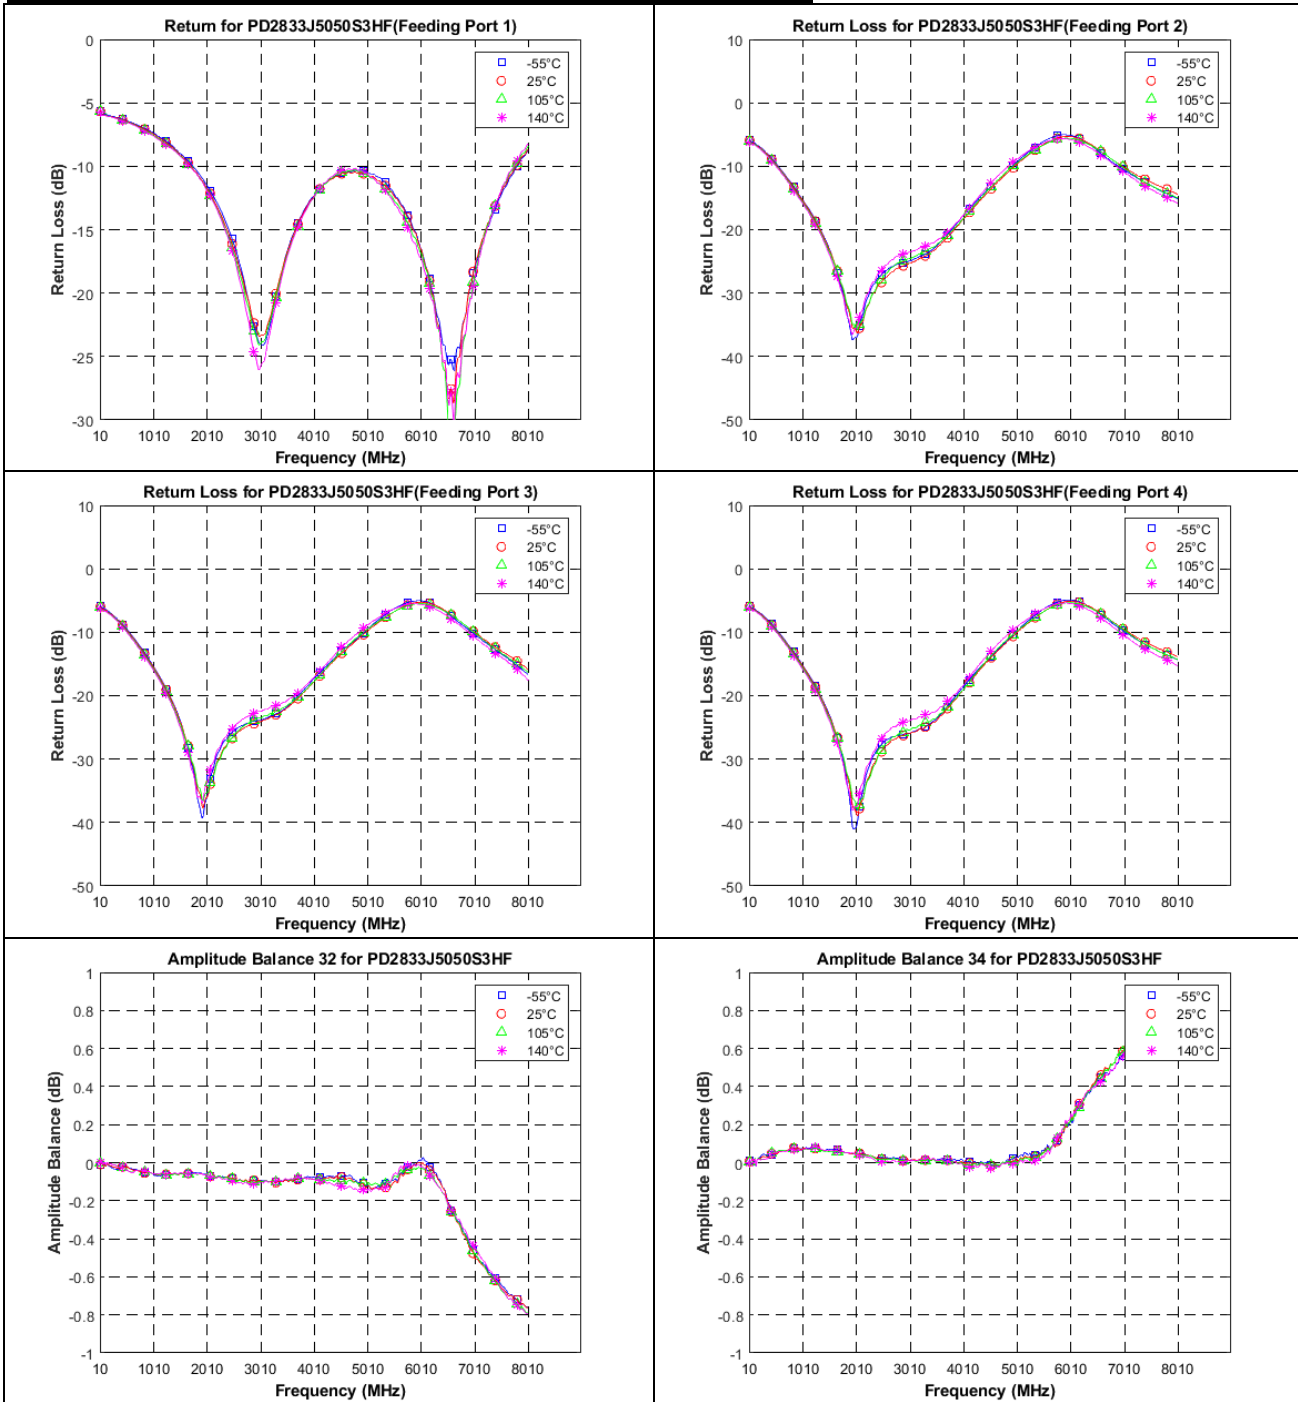 Return for PD2833J5050S3HF(Feeding Port 1)
0
-5
-10
-15
-20
-25
-30
Return Loss (dB)
10 1010 2010 3010 4010 5010 6010 7010 8010
Frequency (MHz)
-55°C
25°C
105°C
140°C
Return Loss for PD2833J5050S3HF(Feeding Port 2)
10
0
-10
-20
-30
-40
-50
Return Loss (dB)
10 1010 2010 3010 4010 5010 6010 7010 8010
Frequency (MHz)
-55°C
25°C
105°C
140°C
Return Loss for PD2833J5050S3HF(Feeding Port 3)
10
0
-10
-20
-30
-40
-50
Return Loss (dB)
10 1010 2010 3010 4010 5010 6010 7010 8010
Frequency (MHz)
-55°C
25°C
105°C
140°C
Return Loss for PD2833J5050S3HF(Feeding Port 4)
10
0
-10
-20
-30
-40
-50
Return Loss (dB)
10 1010 2010 3010 4010 5010 6010 7010 8010
Frequency (MHz)
-55°C
25°C
105°C
140°C
Amplitude Balance 32 for PD2833J5050S3HF
1
0.8
0.6
0.4
0.2
0
-0.2
-0.4
-0.6
-0.8
-1
Amplitude Balance (dB)
10 1010 2010 3010 4010 5010 6010 7010 8010
Frequency (MHz)
-55°C
25°C
105°C
140°C
Amplitude Balance 34 for PD2833J5050S3HF
1
0.8
0.6
0.4
0.2
0
-0.2
-0.4
-0.6
-0.8
-1
Amplitude Balance (dB)
10 1010 2010 3010 4010 5010 6010 7010 8010
Frequency (MHz)
-55°C
25°C
105°C
140°C